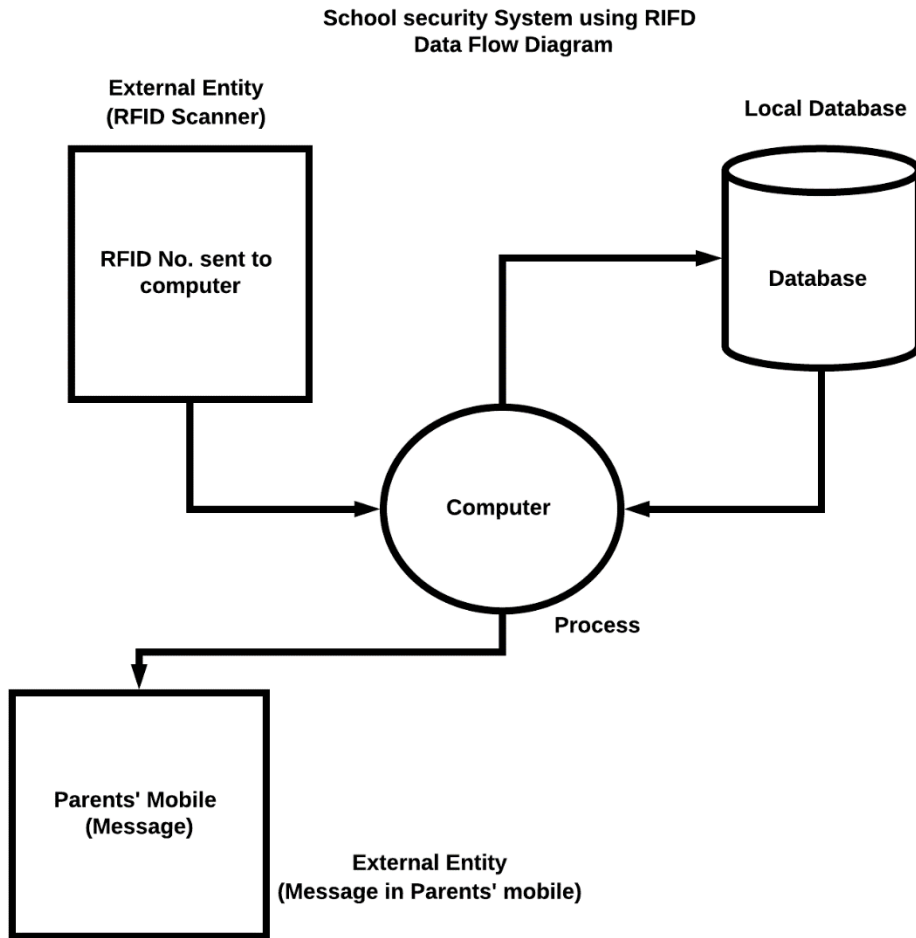 School security System using RIFD
Data Flow Diagram
External Entity
(RFID Scanner)
Local Database
RFID No. sent to
computer
Database
Computer
Process
Parents' Mobile
(Message)
External Entity
(Message in Parents' mobile)